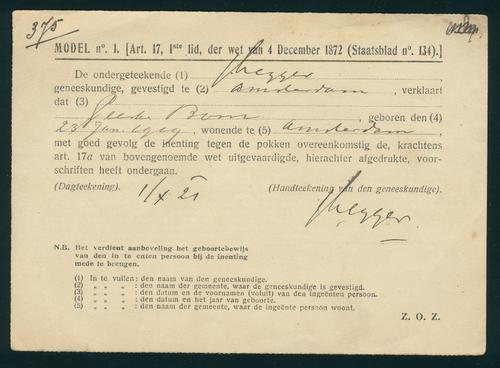 375
MODEL nº. 1. [Art. 17, 1ste lid, der wet van 4 December 1872 (Staatsblad nº. 134).]
De ondergeteekende (1)
geneeskundige, gevestigd te (2) Amsterdam, verklaart
dat (3) Geeske Bom, geboren den (4)
23 Jan. 1909, wonende te (5) Amsterdam,
met goed gevolg de inenting tegen de pokken overeenkomstig de, krachtens
art. 17a van bovengenoemde wet uitgevaardigde, hierachter afgedrukte, voor-
schriften heeft ondergaan.
(Dagteekening.) (Handteekening van den geneeskundige).
N.B. Het verdient aanbeveling het geboortebewijs
van den in te enten persoon bij de inenting
mede te brengen.
(1) In te vullen: den naam van den geneeskundige.
(2) „ „ „ : den naam der gemeente, waar de geneeskundige is gevestigd.
(3) „ „ „ : den datum en de voornamen (voluit) van den ingeënten persoon.
(4) „ „ „ : den datum en het jaar van geboorte.
(5) „ „ „ : den naam der gemeente, waar de ingeënte persoon woont.
Z. O. Z.